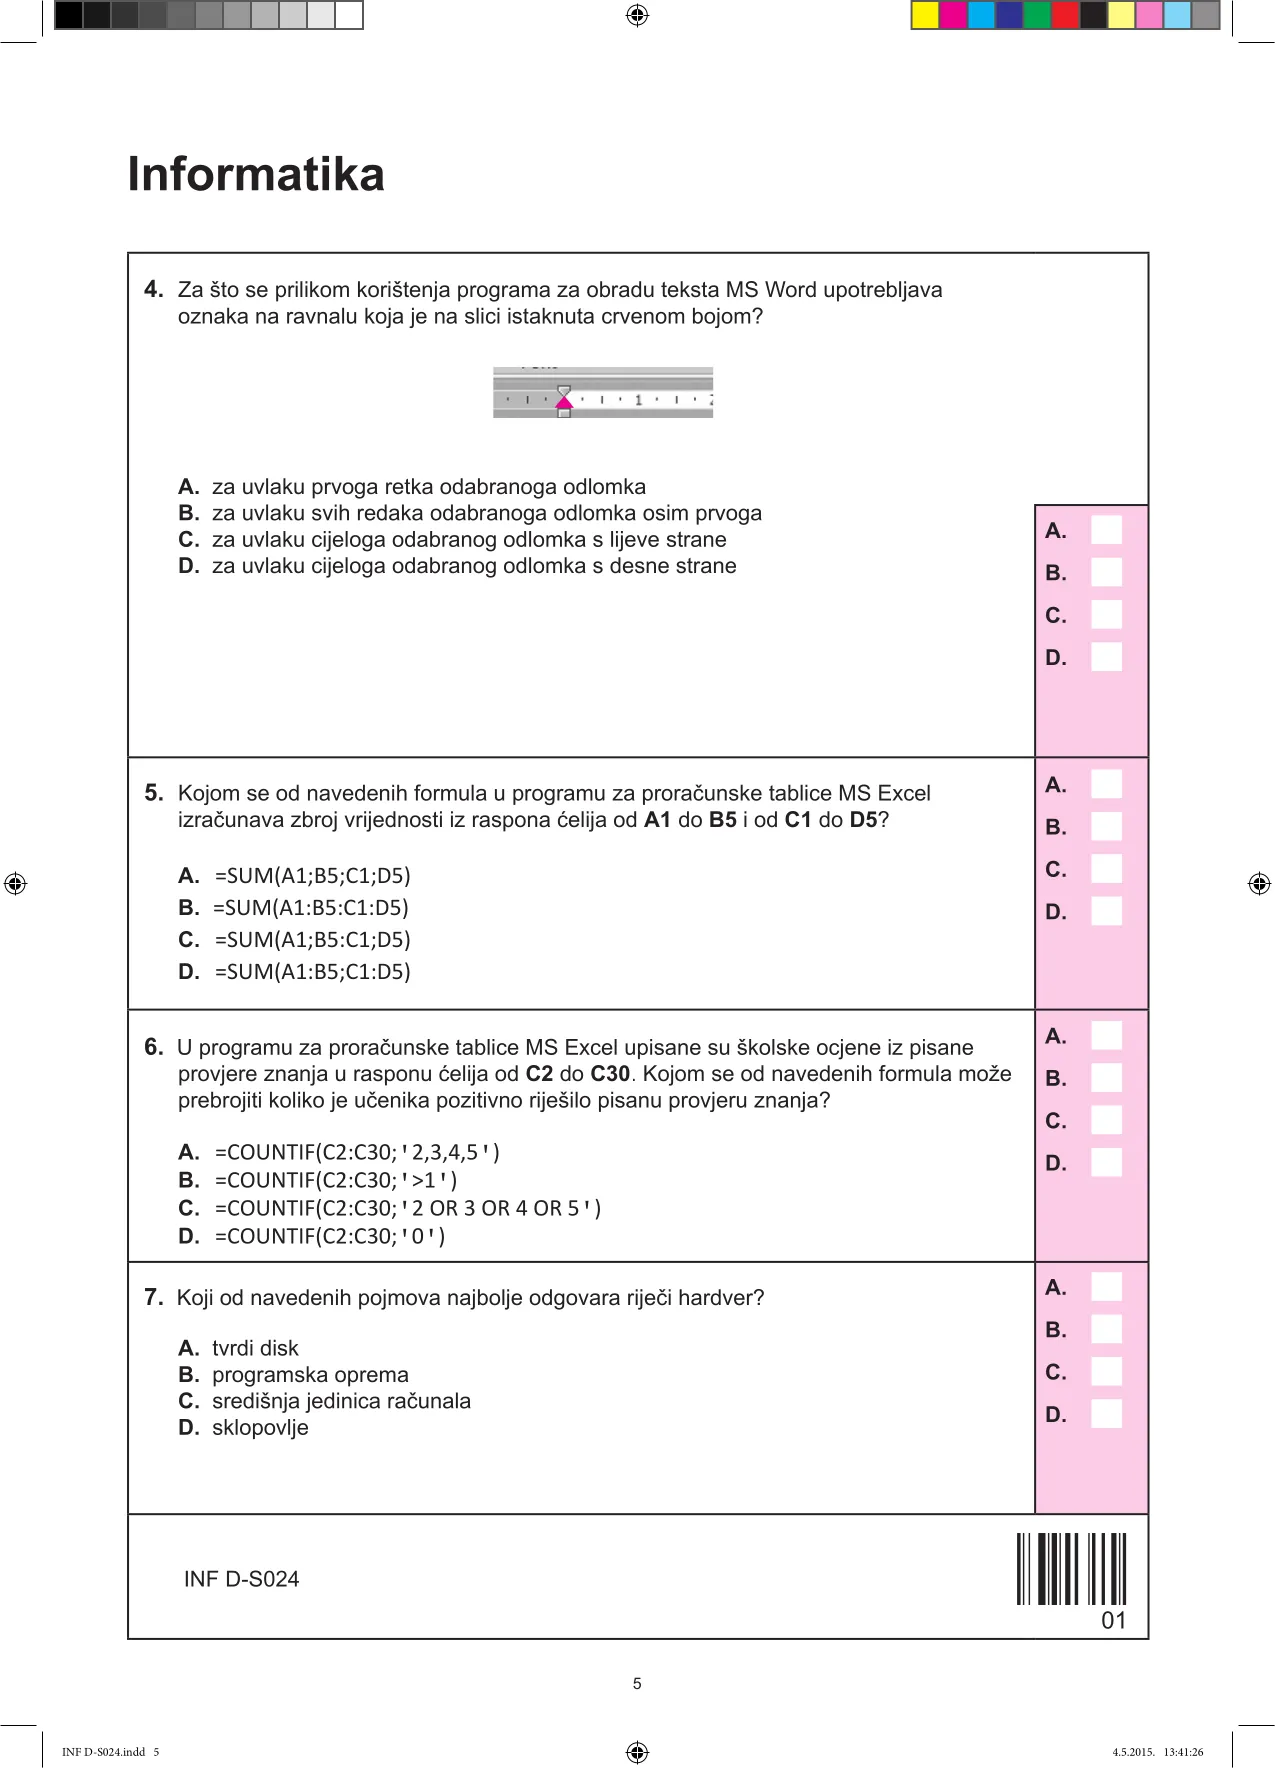 Informatika
4. Za što se prilikom korištenja programa za obradu teksta MS Word upotrebljava
oznaka na ravnalu koja je na slici istaknuta crvenom bojom?
1
A. za uvlaku prvoga retka odabranoga odlomka
B. za uvlaku svih redaka odabranoga odlomka osim prvoga
C. za uvlaku cijeloga odabranog odlomka s lijeve strane
D. za uvlaku cijeloga odabranog odlomka s desne strane
A.
B.
C.
D.
5. Kojom se od navedenih formula u programu za proračunske tablice MS Excel
izračunava zbroj vrijednosti iz raspona ćelija od A1 do B5 i od C1 do D5?
A. =SUM(A1;B5;C1;D5)
B. =SUM(A1:B5:C1:D5)
C. =SUM(A1;B5:C1;D5)
D. =SUM(A1:B5;C1:D5)
A.
B.
C.
D.
6. U programu za proračunske tablice MS Excel upisane su školske ocjene iz pisane
provjere znanja u rasponu ćelija od C2 do C30. Kojom se od navedenih formula može
prebrojiti koliko je učenika pozitivno riješilo pisanu provjeru znanja?
A. =COUNTIF(C2:C30;'2,3,4,5')
B. =COUNTIF(C2:C30;'>1')
C. =COUNTIF(C2:C30;'2 OR 3 OR 4 OR 5')
D. =COUNTIF(C2:C30;'0')
A.
B.
C.
D.
7. Koji od navedenih pojmova najbolje odgovara riječi hardver?
A. tvrdi disk
B. programska oprema
C. središnja jedinica računala
D. sklopovlje
A.
B.
C.
D.
INF D-S024
01
5
INF D-S024.indd 5
4.5.2015. 13:41:26